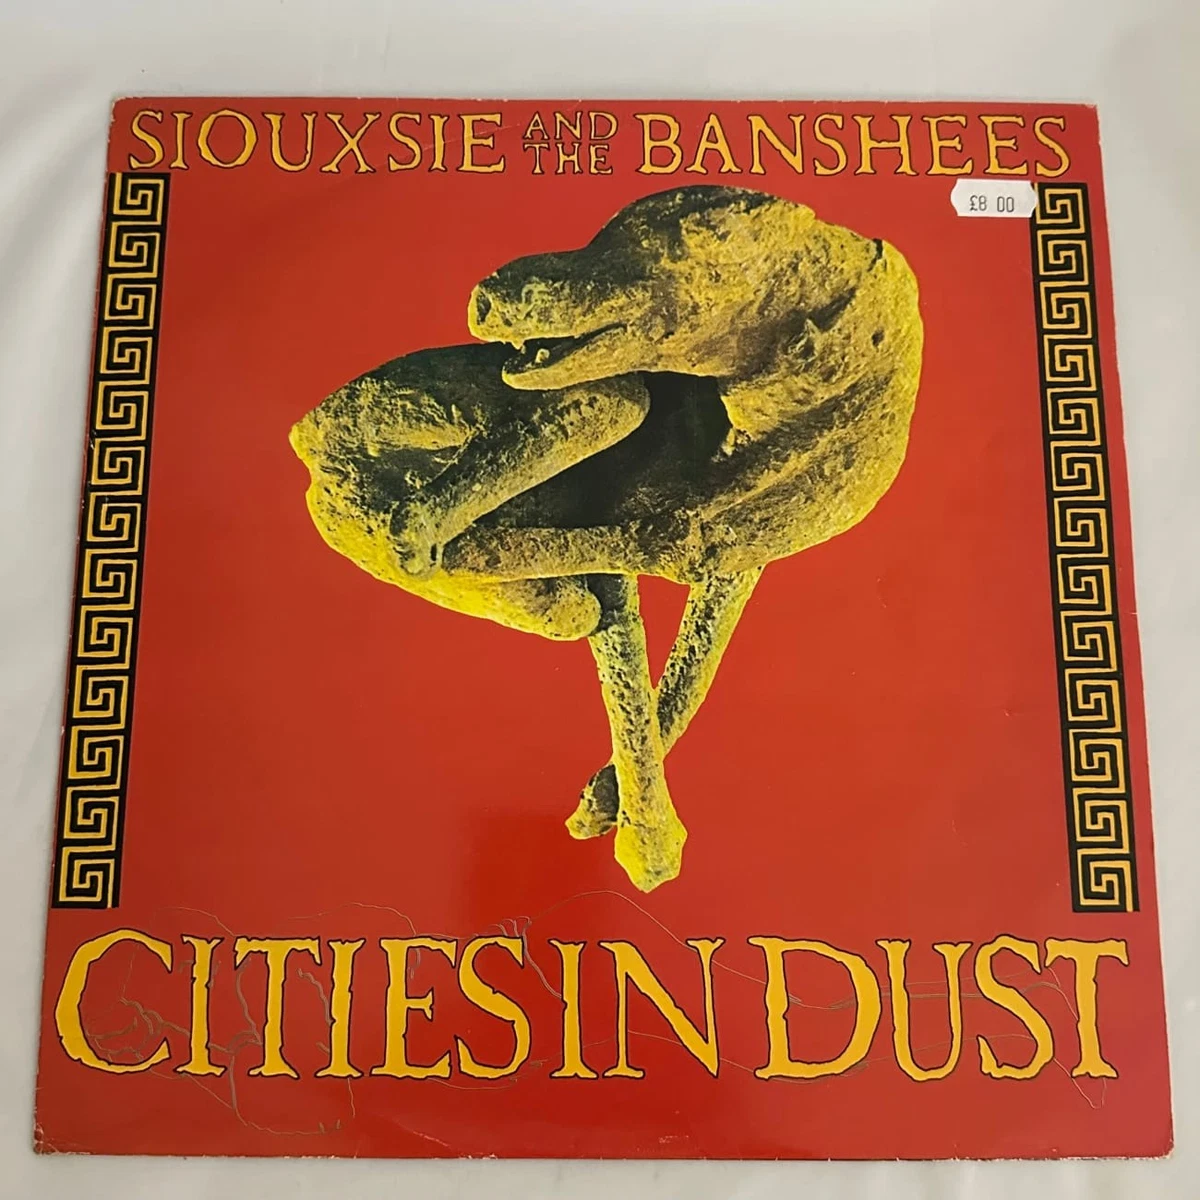 SIOUXSIE AND THE BANSHEES
£8 00
CITIES IN DUST